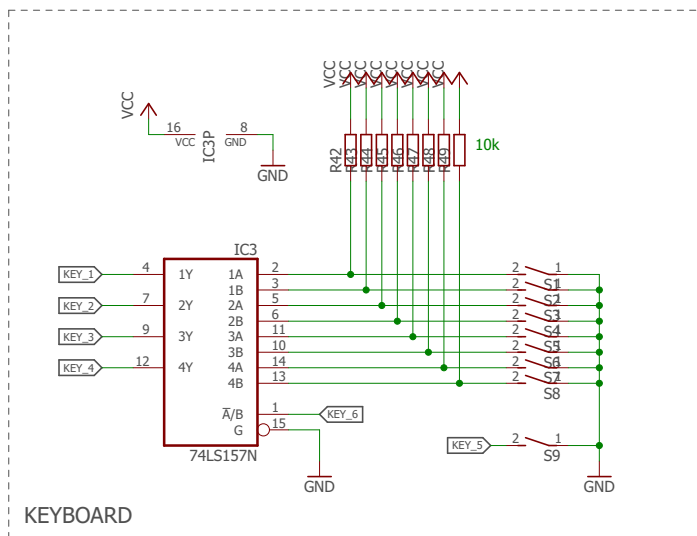 VCC VCC VCC VCC VCC VCC VCC VCC
VCC
16 VCC IC3P 8 GND
GND
R42 R43 R44 R45 R46 R47 R48 R49 10k
IC3
KEY_1 4 1Y 1A 2 2 1 S1
1B 3 2 1 S2
KEY_2 7 2Y 2A 5 2 1 S3
2B 6 2 1 S4
KEY_3 9 3Y 3A 11 2 1 S5
3B 10 2 1 S6
KEY_4 12 4Y 4A 14 2 1 S7
4B 13 2 1 S8
A/B 1 KEY_6
G 15
KEY_5 2 1 S9
74LS157N
GND GND
KEYBOARD